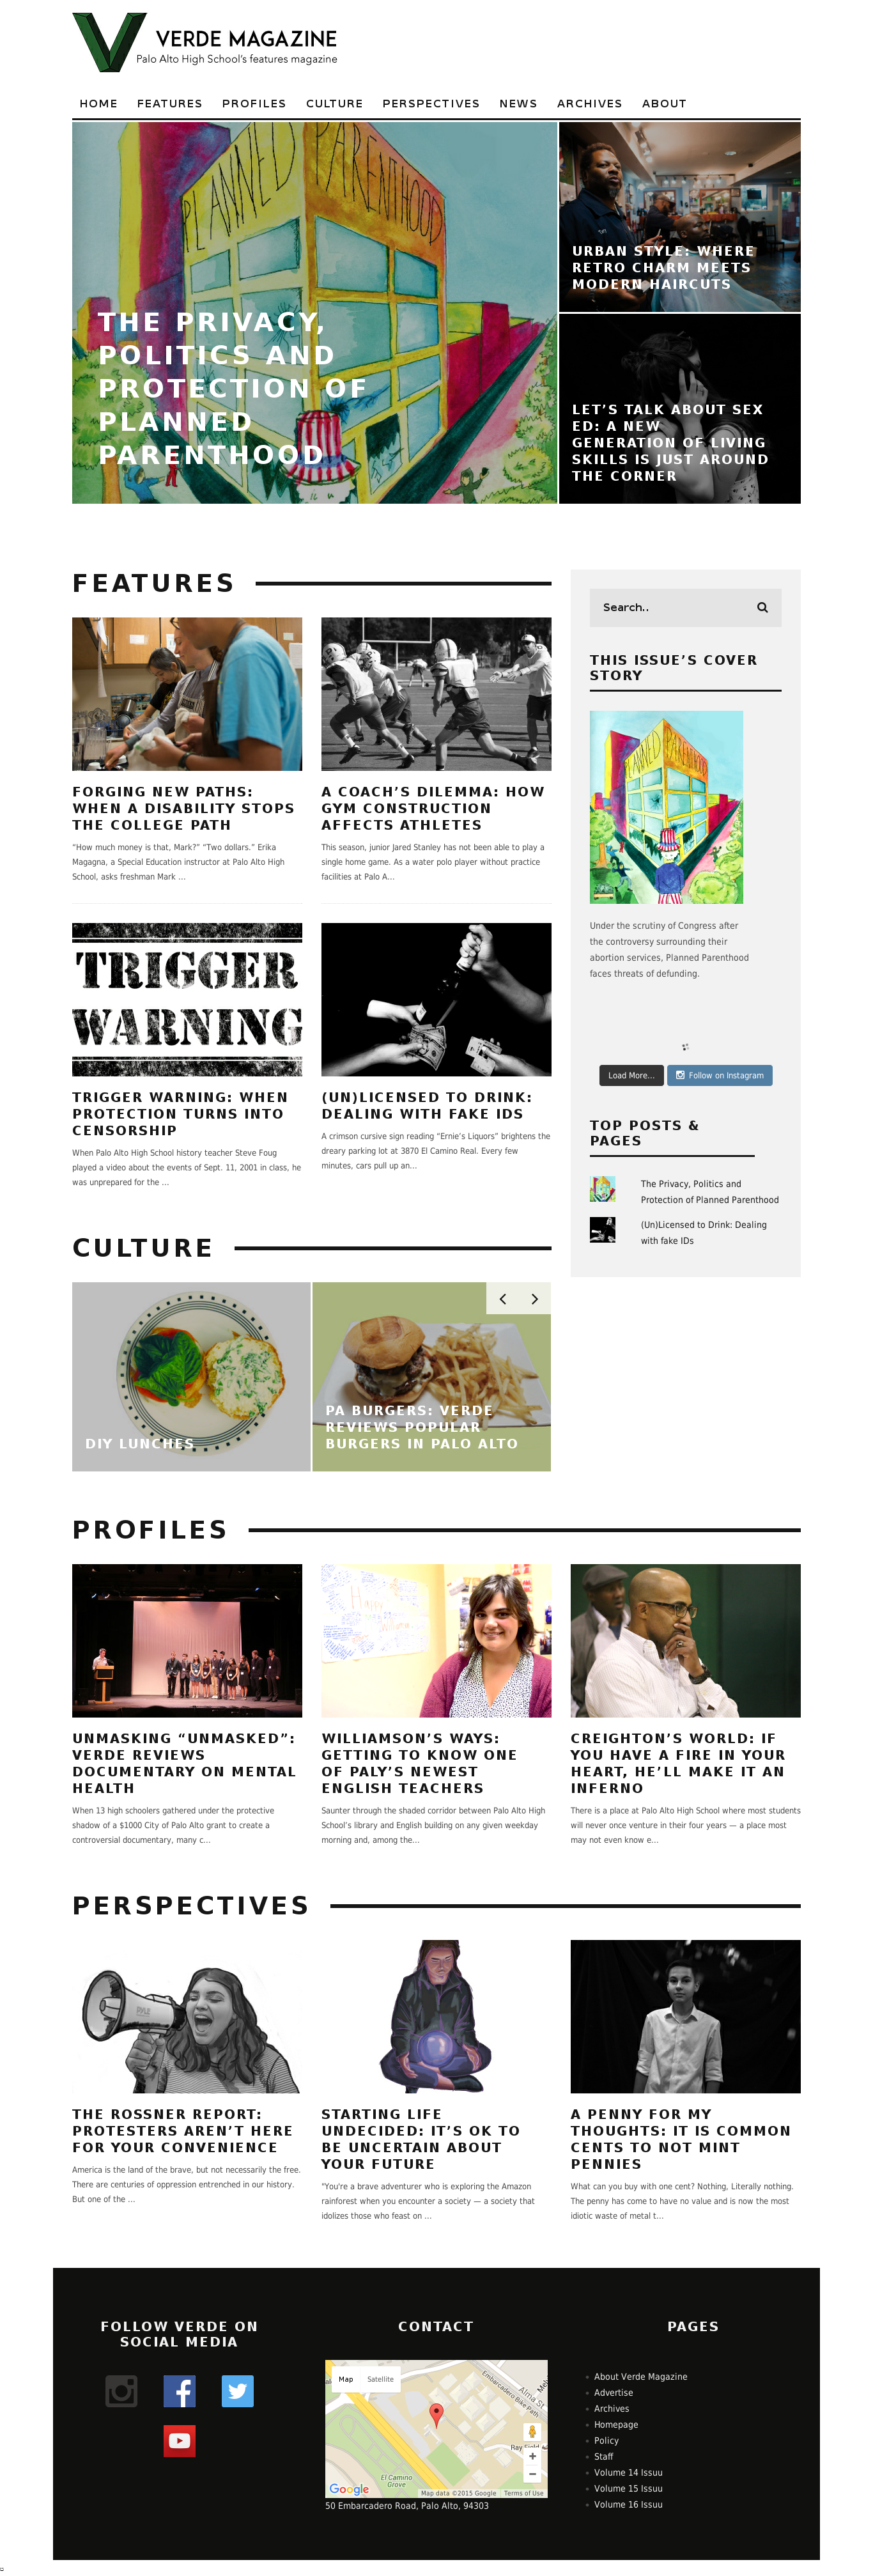 VERDE MAGAZINE
Palo Alto High School's features magazine
HOME FEATURES PROFILES CULTURE PERSPECTIVES NEWS ARCHIVES ABOUT
PLANNED PARENTHOOD
THE PRIVACY,
POLITICS AND
PROTECTION OF
PLANNED
PARENTHOOD
URBAN STYLE: WHERE
RETRO CHARM MEETS
MODERN HAIRCUTS
LET’S TALK ABOUT SEX
ED: A NEW
GENERATION OF LIVING
SKILLS IS JUST AROUND
THE CORNER
FEATURES
FORGING NEW PATHS:
WHEN A DISABILITY STOPS
THE COLLEGE PATH
“How much money is that, Mark?” “Two dollars.” Erika
Magagna, a Special Education instructor at Palo Alto High
School, asks freshman Mark ...
A COACH’S DILEMMA: HOW
GYM CONSTRUCTION
AFFECTS ATHLETES
This season, junior Jared Stanley has not been able to play a
single home game. As a water polo player without practice
facilities at Palo A...
TRIGGER
WARNING
TRIGGER WARNING: WHEN
PROTECTION TURNS INTO
CENSORSHIP
When Palo Alto High School history teacher Steve Foug
played a video about the events of Sept. 11, 2001 in class, he
was unprepared for the ...
(UN)LICENSED TO DRINK:
DEALING WITH FAKE IDS
A crimson cursive sign reading “Ernie’s Liquors” brightens the
dreary parking lot at 3870 El Camino Real. Every few
minutes, cars pull up an...
Search..
THIS ISSUE’S COVER
STORY
PLANNED PARENTHOOD
Under the scrutiny of Congress after
the controversy surrounding their
abortion services, Planned Parenthood
faces threats of defunding.
Load More...
Follow on Instagram
TOP POSTS &
PAGES
The Privacy, Politics and
Protection of Planned Parenthood
(Un)Licensed to Drink: Dealing
with fake IDs
CULTURE
DIY LUNCHES
PA BURGERS: VERDE
REVIEWS POPULAR
BURGERS IN PALO ALTO
PROFILES
UNMASKING “UNMASKED”:
VERDE REVIEWS
DOCUMENTARY ON MENTAL
HEALTH
When 13 high schoolers gathered under the protective
shadow of a $1000 City of Palo Alto grant to create a
controversial documentary, many c...
WILLIAMSON’S WAYS:
GETTING TO KNOW ONE
OF PALY’S NEWEST
ENGLISH TEACHERS
Saunter through the shaded corridor between Palo Alto High
School’s library and English building on any given weekday
morning and, among the...
CREIGHTON’S WORLD: IF
YOU HAVE A FIRE IN YOUR
HEART, HE’LL MAKE IT AN
INFERNO
There is a place at Palo Alto High School where most students
will never once venture in their four years — a place most
may not even know e...
PERSPECTIVES
THE ROSSNER REPORT:
PROTESTERS AREN’T HERE
FOR YOUR CONVENIENCE
America is the land of the brave, but not necessarily the free.
There are centuries of oppression entrenched in our history.
But one of the ...
STARTING LIFE
UNDECIDED: IT’S OK TO
BE UNCERTAIN ABOUT
YOUR FUTURE
"You're a brave adventurer who is exploring the Amazon
rainforest when you encounter a society — a society that
idolizes those who feast on ...
A PENNY FOR MY
THOUGHTS: IT IS COMMON
CENTS TO NOT MINT
PENNIES
What can you buy with one cent? Nothing, Literally nothing.
The penny has come to have no value and is now the most
idiotic waste of metal t...
FOLLOW VERDE ON
SOCIAL MEDIA
CONTACT
Map Satellite
Embarcadero Bike Path
Alma St
El Camino
Grove
Google
Map data ©2015 Google Terms of Use
50 Embarcadero Road, Palo Alto, 94303
PAGES
About Verde Magazine
Advertise
Archives
Homepage
Policy
Staff
Volume 14 Issuu
Volume 15 Issuu
Volume 16 Issuu